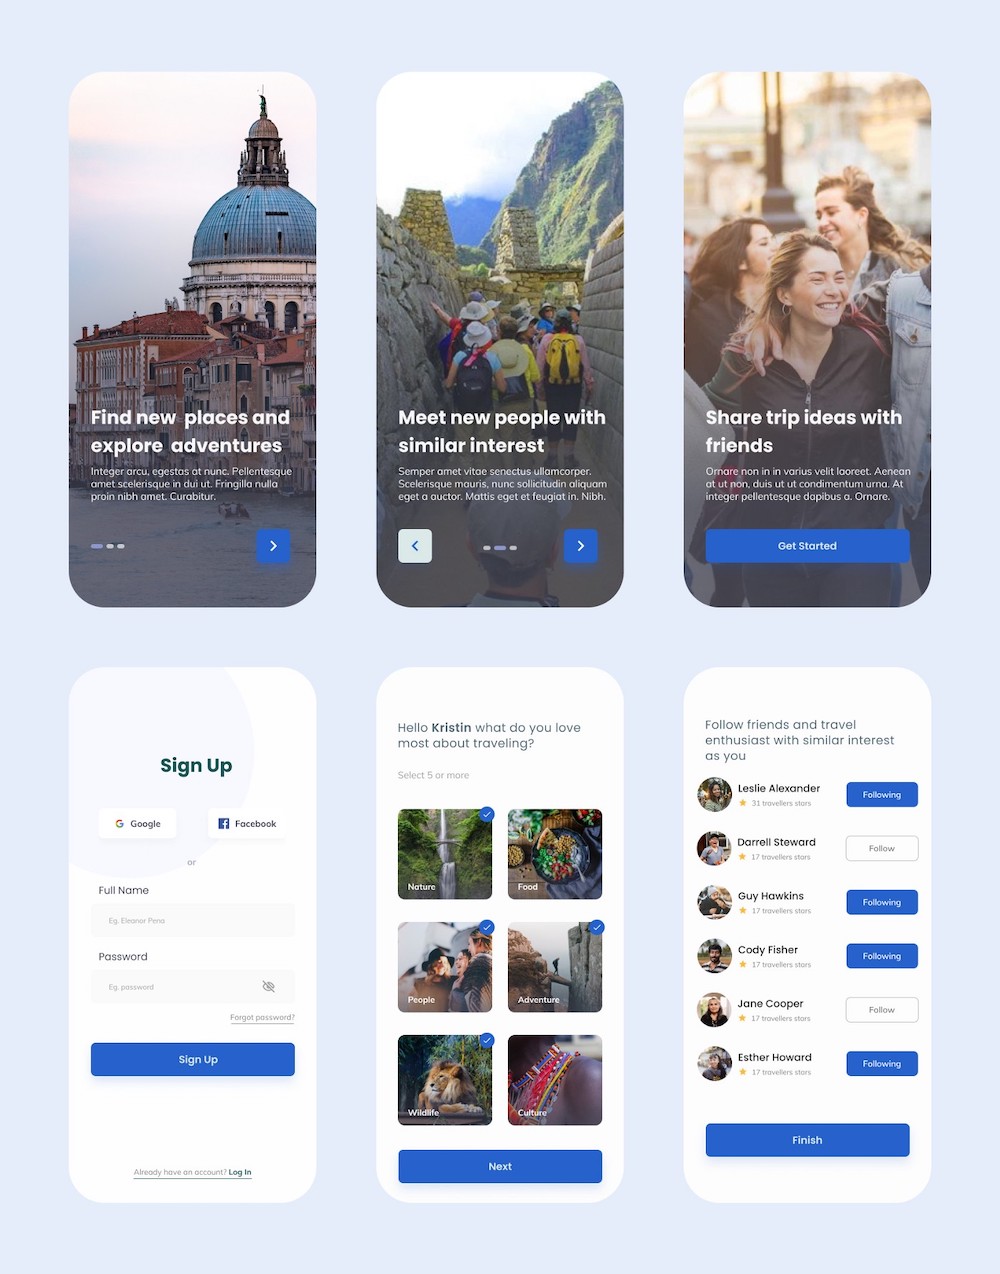 Find new places and
explore adventures
Integer arcu, egestas at nunc. Pellentesque
amet scelerisque in dui ut. Fringilla nulla
proin nibh amet. Curabitur.
Meet new people with
similar interest
Semper amet vitae senectus ullamcorper.
Scelerisque mauris, nunc sollicitudin aliquam
eget a auctor. Mattis eget et feugiat in. Nibh.
Share trip ideas with
friends
Ornare non in in varius velit laoreet. Aenean
at ut non, duis ut ut condimentum urna. At
integer pellentesque dapibus a. Ornare.
Get Started
Sign Up
Google
Facebook
or
Full Name
Eg. Eleanor Pena
Password
Eg. password
Forgot password?
Sign Up
Already have an account? Log In
Hello Kristin what do you love
most about traveling?
Select 5 or more
Nature
Food
People
Adventure
Wildlife
Culture
Next
Follow friends and travel
enthusiast with similar interest
as you
Leslie Alexander
31 travellers stars
Following
Darrell Steward
17 travellers stors
Follow
Guy Hawkins
17 travellers stars
Following
Cody Fisher
17 travellers stars
Following
Jane Cooper
17 travellers stars
Follow
Esther Howard
17 travellers stars
Following
Finish